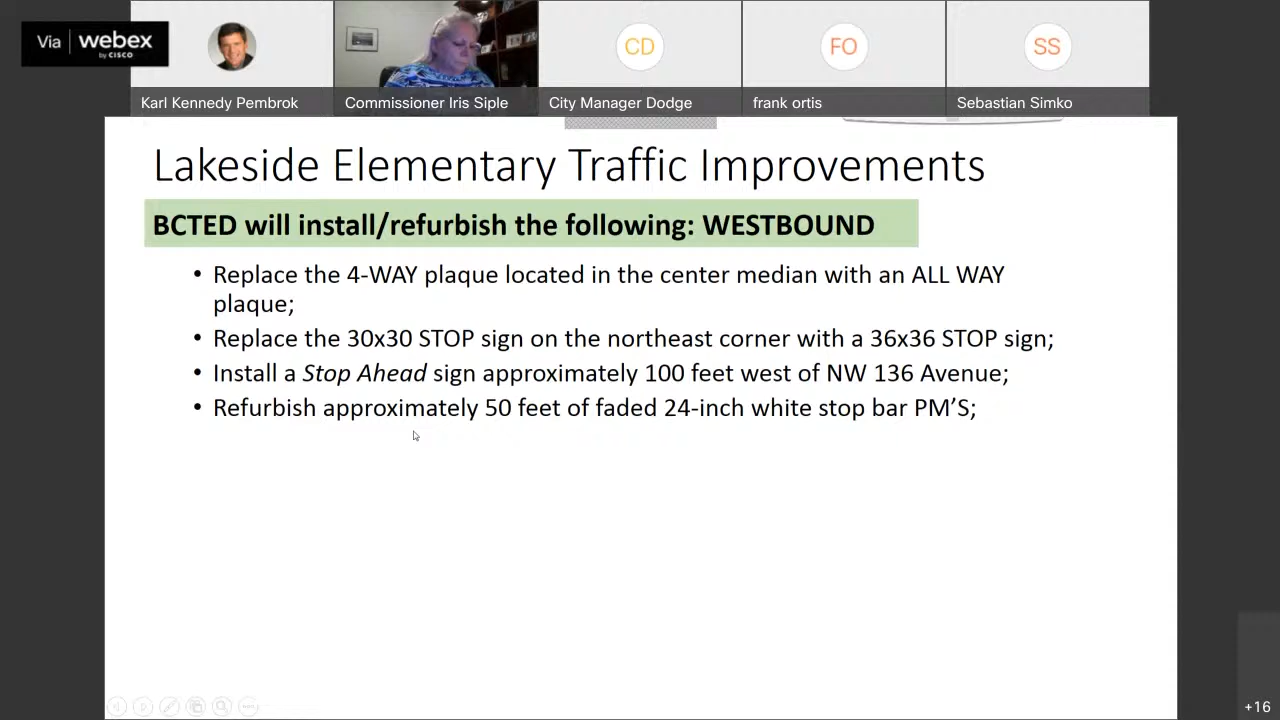 Via webex
by CISCO
Karl Kennedy Pembrok
Commissioner Iris Siple
CD
City Manager Dodge
FO
frank ortis
SS
Sebastian Simko
Lakeside Elementary Traffic Improvements
BCTED will install/refurbish the following: WESTBOUND
• Replace the 4-WAY plaque located in the center median with an ALL WAY
plaque;
• Replace the 30x30 STOP sign on the northeast corner with a 36x36 STOP sign;
• Install a Stop Ahead sign approximately 100 feet west of NW 136 Avenue;
• Refurbish approximately 50 feet of faded 24-inch white stop bar PM’S;
+16